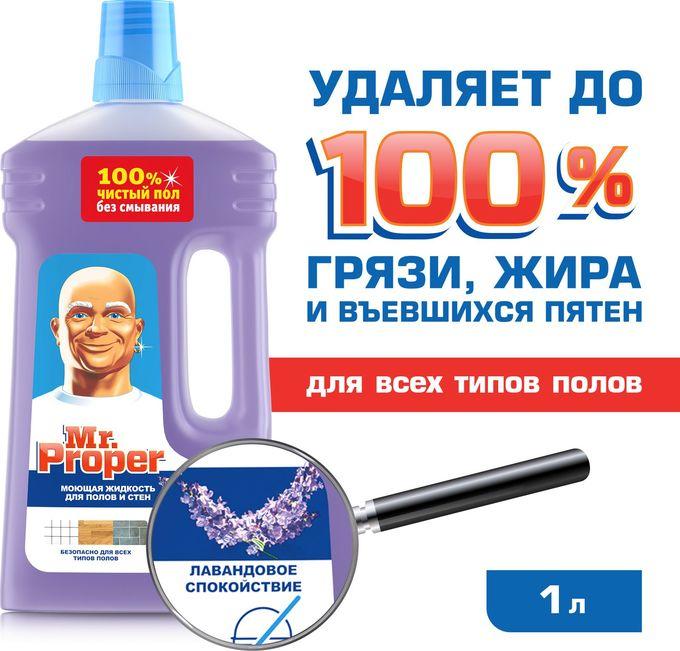 УДАЛЯЕТ ДО
100%
ГРЯЗИ, ЖИРА
И ВЪЕВШИХСЯ ПЯТЕН
для всех типов полов
100%
чистый пол
без смывания
Mr.
Proper
МОЮЩАЯ ЖИДКОСТЬ
ДЛЯ ПОЛОВ И СТЕН
БЕЗОПАСНО ДЛЯ ВСЕХ
ТИПОВ ПОЛОВ
ЛАВАНДОВОЕ
СПОКОЙСТВИЕ
1 л